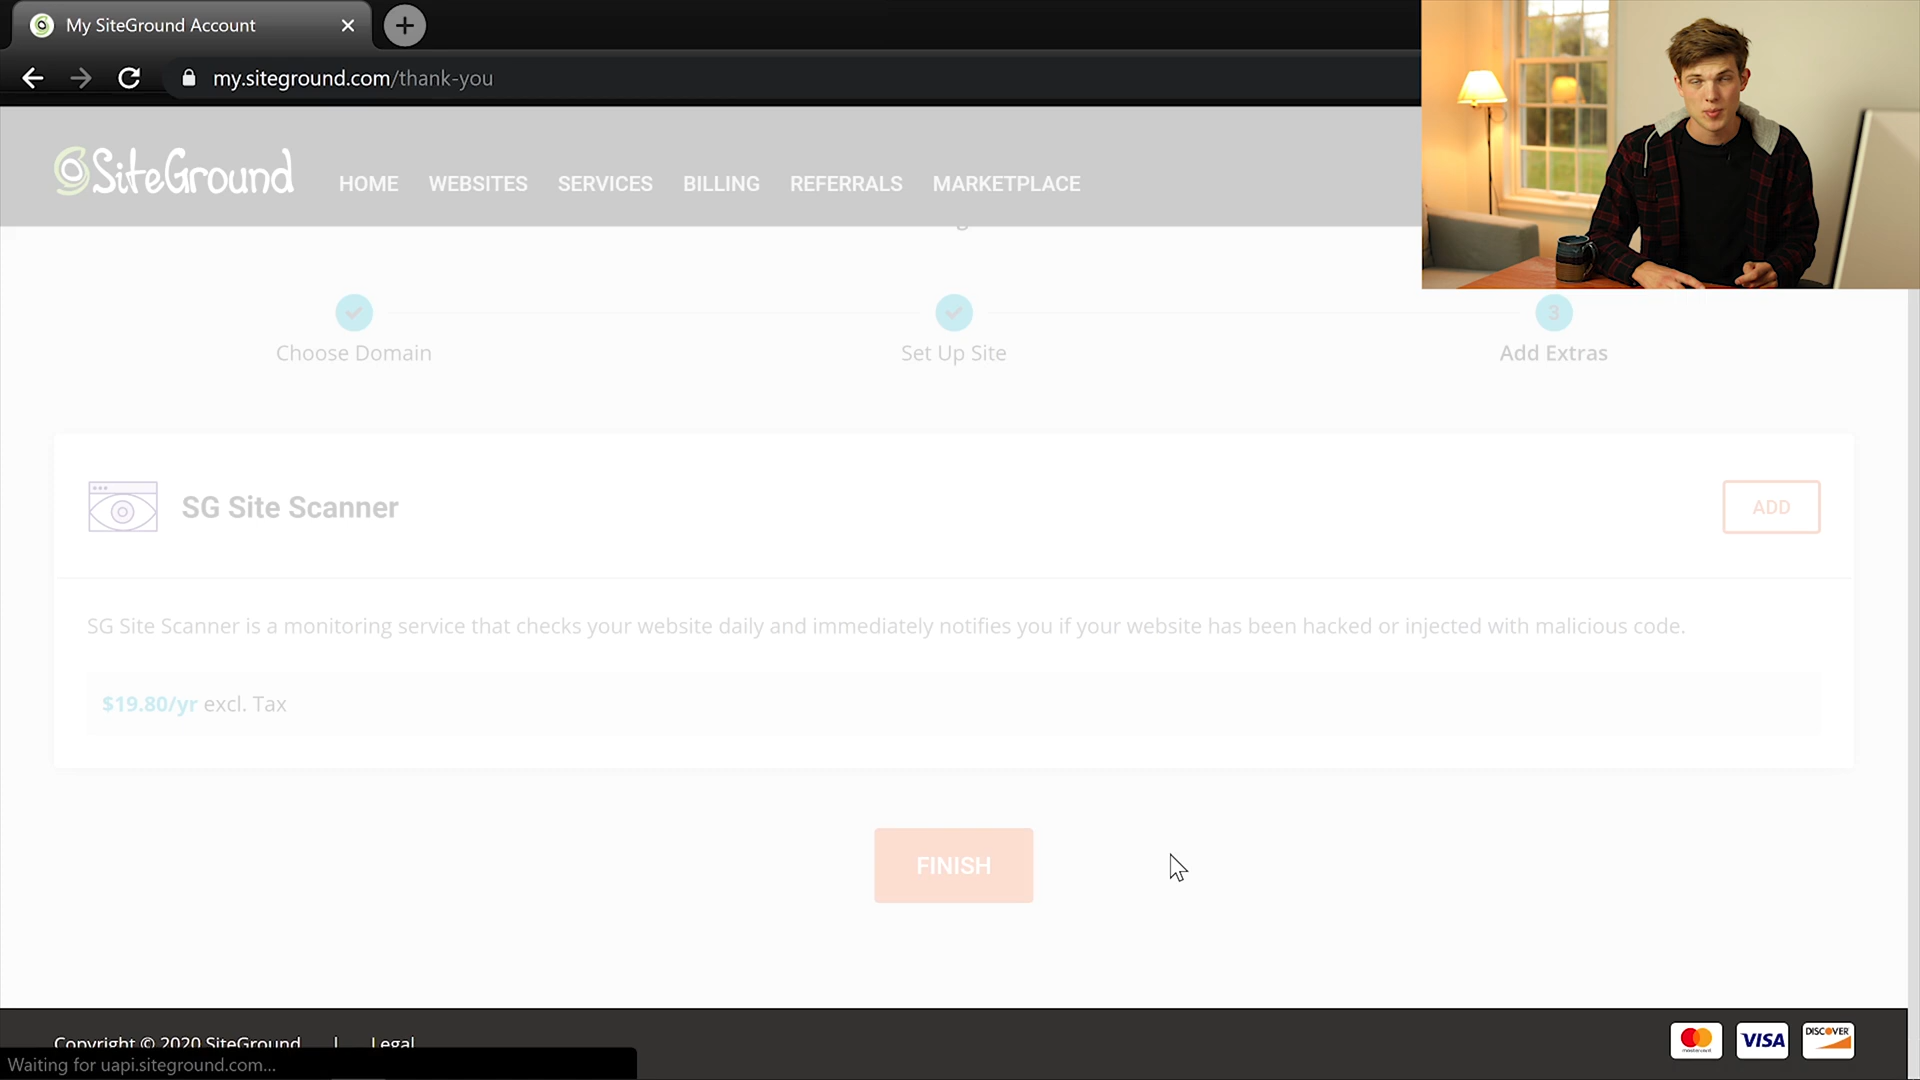 My SiteGround Account
my.siteground.com/thank-you
SiteGround
HOME WEBSITES SERVICES BILLING REFERRALS MARKETPLACE
3
Choose Domain Set Up Site Add Extras
SG Site Scanner
ADD
SG Site Scanner is a monitoring service that checks your website daily and immediately notifies you if your website has been hacked or injected with malicious code.
$19.80/yr excl. Tax
FINISH
Copyright © 2020 SiteGround | Legal
mastercard VISA DISCOVER
Waiting for uapi.siteground.com...